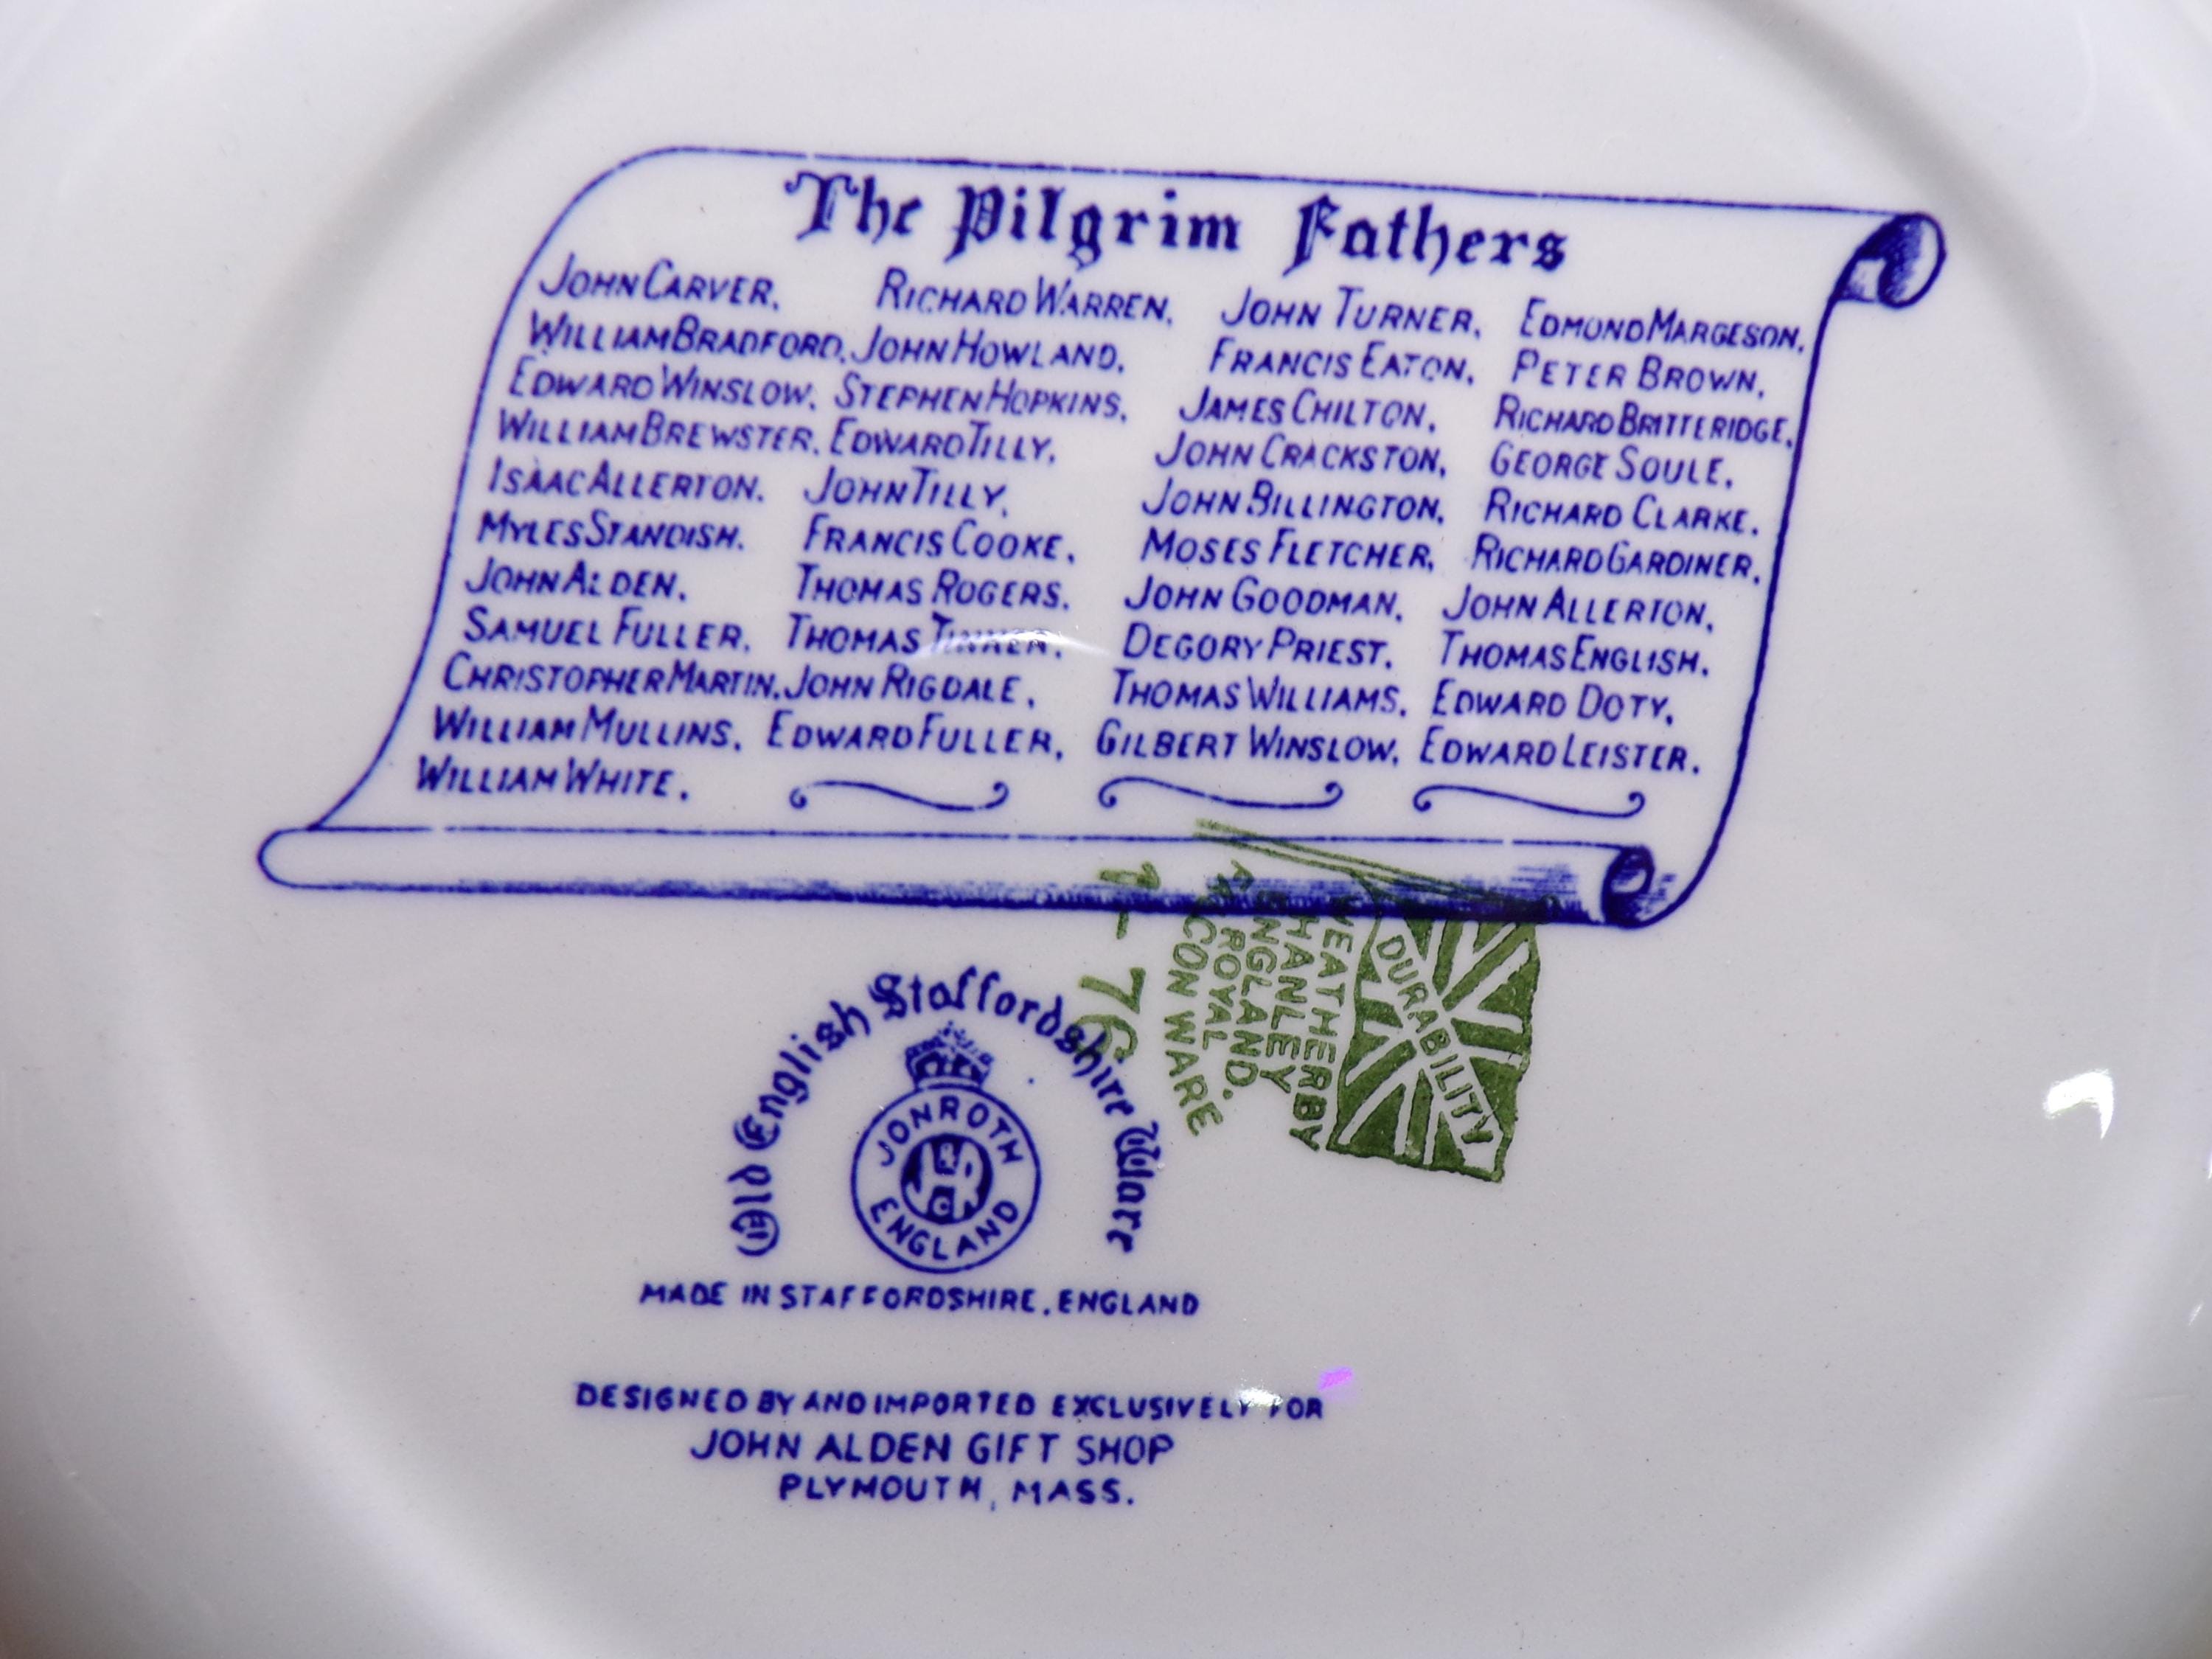 The Pilgrim Fathers
JOHN CARVER. RICHARD WARREN. JOHN TURNER. EDMOND MARGESON.
WILLIAM BRADFORD. JOHN HOWLAND. FRANCIS EATON. PETER BROWN.
EDWARD WINSLOW. STEPHEN HOPKINS. JAMES CHILTON. RICHARD BRITTERIDGE.
WILLIAM BREWSTER. EDWARD TILLY. JOHN CRACKSTON. GEORGE SOULE.
ISAAC ALLERTON. JOHN TILLY. JOHN BILLINGTON. RICHARD CLARKE.
MYLES STANDISH. FRANCIS COOKE. MOSES FLETCHER. RICHARD GARDINER.
JOHN ALDEN. THOMAS ROGERS. JOHN GOODMAN. JOHN ALLERTON.
SAMUEL FULLER. THOMAS TINKER. DEGORY PRIEST. THOMAS ENGLISH.
CHRISTOPHER MARTIN. JOHN RIGDALE. THOMAS WILLIAMS. EDWARD DOTY.
WILLIAM MULLINS. EDWARD FULLER. GILBERT WINSLOW. EDWARD LEISTER.
WILLIAM WHITE.
DURABILITY
WEATHERBY
HANLEY
ENGLAND.
ROYAL
WARE
1-76
Old English Staffordshire Ware
JONROTH
ENGLAND
MADE IN STAFFORDSHIRE. ENGLAND
DESIGNED BY AND IMPORTED EXCLUSIVELY FOR
JOHN ALDEN GIFT SHOP
PLYMOUTH, MASS.